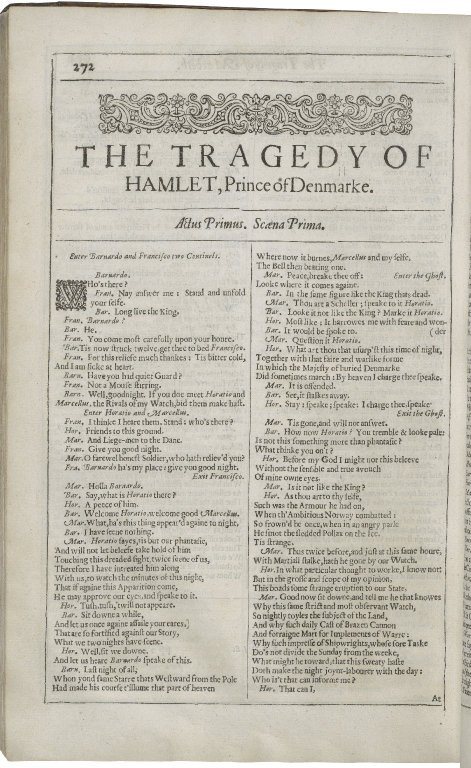 272
THE TRAGEDY OF
HAMLET, Prince of Denmarke.
Actus Primus. Scæna Prima.
Enter Barnardo and Francisco two Centinels.
Barnardo.
WHo's there?
Fran. Nay answer me: Stand and unfold
your selfe.
Bar. Long live the King.
Fran. Barnardo?
Bar. He.
Fran. You come most carefully upon your houre.
Bar. 'Tis now struck twelve, get thee to bed Francisco.
Fran. For this reliefe much thankes: 'Tis bitter cold,
And I am sicke at heart.
Barn. Have you had quiet Guard?
Fran. Not a Mouse stirring.
Barn. Well, goodnight. If you doe meet Horatio and
Marcellus, the Rivals of my Watch, bid them make hast.
Enter Horatio and Marcellus.
Fran. I thinke I heare them. Stand: who's there?
Hor. Friends to this ground.
Mar. And Liege-men to the Dane.
Fran. Give you good night.
Mar. O farewel honest Soldier, who hath reliev'd you?
Fra. Barnardo ha's my place: give you good night.
Exit Francisco.
Mar. Holla Barnardo.
Bar. Say, what is Horatio there?
Hor. A peece of him.
Bar. Welcome Horatio, welcome good Marcellus.
Mar. What, ha's this thing appear'd againe to night,
Bar. I have seene nothing.
Mar. Horatio sayes, tis but our phantasie,
And will not let beleefe take hold of him
Touching this dreaded sight, twice seene of us,
Therefore I have intreated him along
With us, to watch the minutes of this night,
That if againe this Apparition come,
He may approve our eyes, and speake to it.
Hor. Tush, tush, 'twill not appeare.
Bar. Sit downe a while,
And let us once againe assaile your eares,
That are so fortified against our Story,
What we two nights have seene.
Hor. Well, sit we downe,
And let us heare Barnardo speake of this.
Barn. Last night of all,
When yond same Starre that's Westward from the Pole
Had made his course t'illume that part of heaven
Where now it burnes, Marcellus and my selfe,
The Bell then beating one.
Mar. Peace, breake thee off: Enter the Ghost.
Looke where it comes againe.
Bar. In the same figure like the King thats dead.
Mar. Thou art a Scholler; speake to it Horatio.
Bar. Lookes it not like the King? Marke it Horatio.
Hor. Most like: It harrowes me with feare and won-
Bar. It would be spoke to. (der
Mar. Question it Horatio.
Hor. What art thou that usurp'st this time of night,
Together with that faire and warlike forme
In which the Majesty of buried Denmarke
Did sometimes march: By heaven I charge thee speake.
Mar. It is offended.
Bar. See, it stalkes away.
Hor. Stay: speake; speake: I charge thee speake
Exit the Ghost.
Mar. Tis gone, and will not answer.
Bar. How now Horatio? You tremble & looke pale:
Is not this something more than phantasie?
What thinke you on't?
Hor. Before my God I might not this beleeve
Without the sensible and true avouch
Of mine owne eyes.
Mar. Is it not like the King?
Hor. As thou art to thy selfe,
Such was the Armour he had on,
When th'Ambitious Norwey combatted:
So frown'd he once, when in an angry parle
He smot the sledded Pollax on the Ice.
Tis strange.
Mar. Thus twice before, and just at this same houre,
With Martiall stalke, hath he gone by our Watch.
Hor. In what particular thought to worke, I know not:
But in the grosse and scope of my opinion,
This boads some strange eruption to our State.
Mar. Good now sit downe, and tell me he that knowes
Why this same strict and most observant Watch,
So nightly toyles the subject of the Land,
And why such daily Cast of Brazen Cannon
And forraigne Mart for Implements of Warre:
Why such impresse of Shipwrights, whose sore Taske
Do's not divide the Sunday from the weeke,
What might be toward, that this sweaty haste
Doth make the night joynt-labourer with the day:
Who is't that can informe me?
Hor. That can I,
At